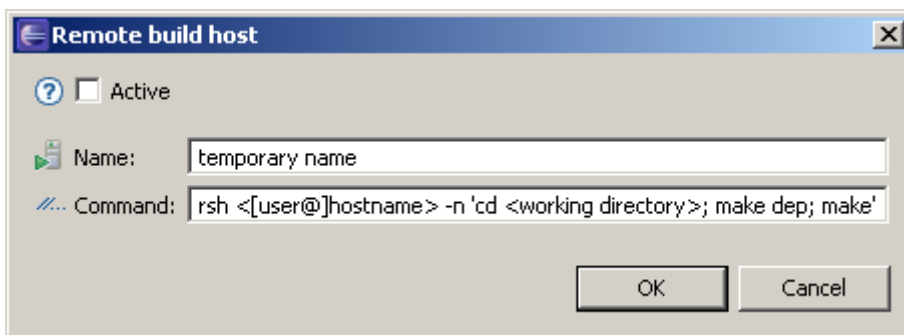 Remote build host
Active
Name: temporary name
//... Command: rsh <[user@]hostname> -n 'cd <working directory>; make dep; make'
OK Cancel